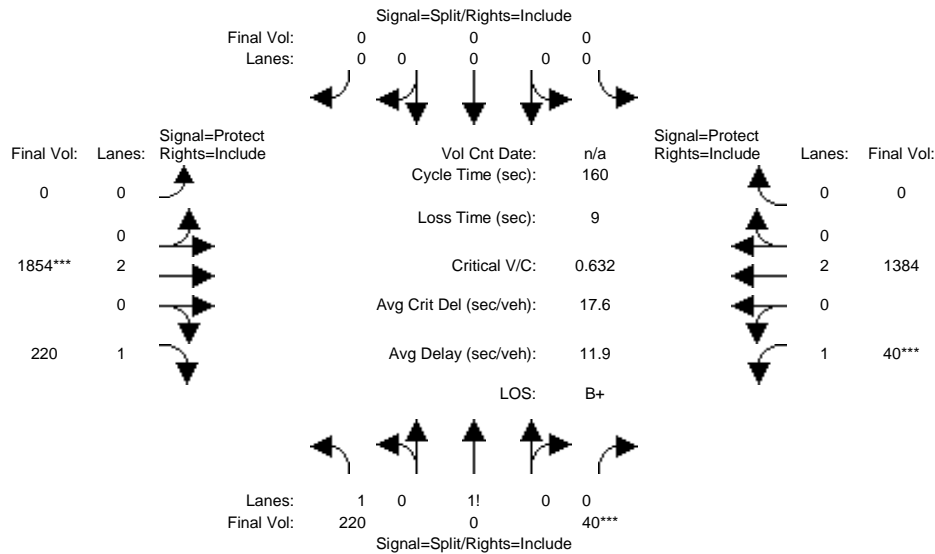 Signal=Split/Rights=Include
Final Vol: 0 0 0
Lanes: 0 0 0 0 0
Signal=Protect
Final Vol: Lanes: Rights=Include
Vol Cnt Date: n/a
Signal=Protect
Rights=Include Lanes: Final Vol:
Cycle Time (sec): 160
0 0
0 0
Loss Time (sec): 9
0
0
1854*** 2
Critical V/C: 0.632
2 1384
0
Avg Crit Del (sec/veh): 17.6
0
220 1
Avg Delay (sec/veh): 11.9
1 40***
LOS: B+
Lanes: 1 0 1! 0 0
Final Vol: 220 0 40***
Signal=Split/Rights=Include